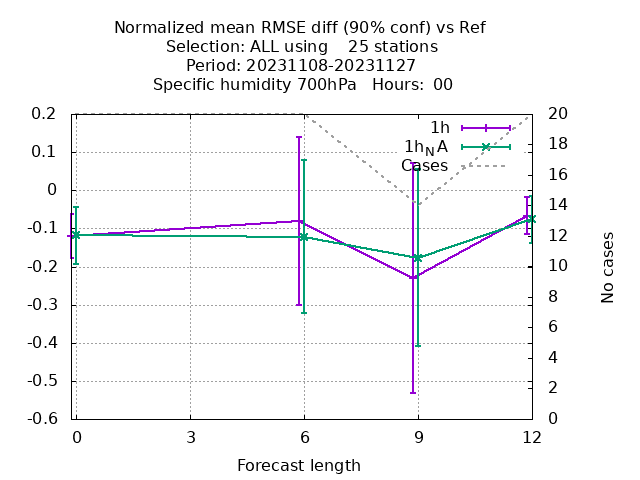 Normalized mean RMSE diff (90% conf) vs Ref
Selection: ALL using    25 stations
Period: 20231108-20231127
Specific humidity 700hPa   Hours:  00
1h
1hNA
Cases
0.2
0.1
0
-0.1
-0.2
-0.3
-0.4
-0.5
-0.6
20
18
16
14
12
10
8
6
4
2
0
No cases
0 3 6 9 12
Forecast length